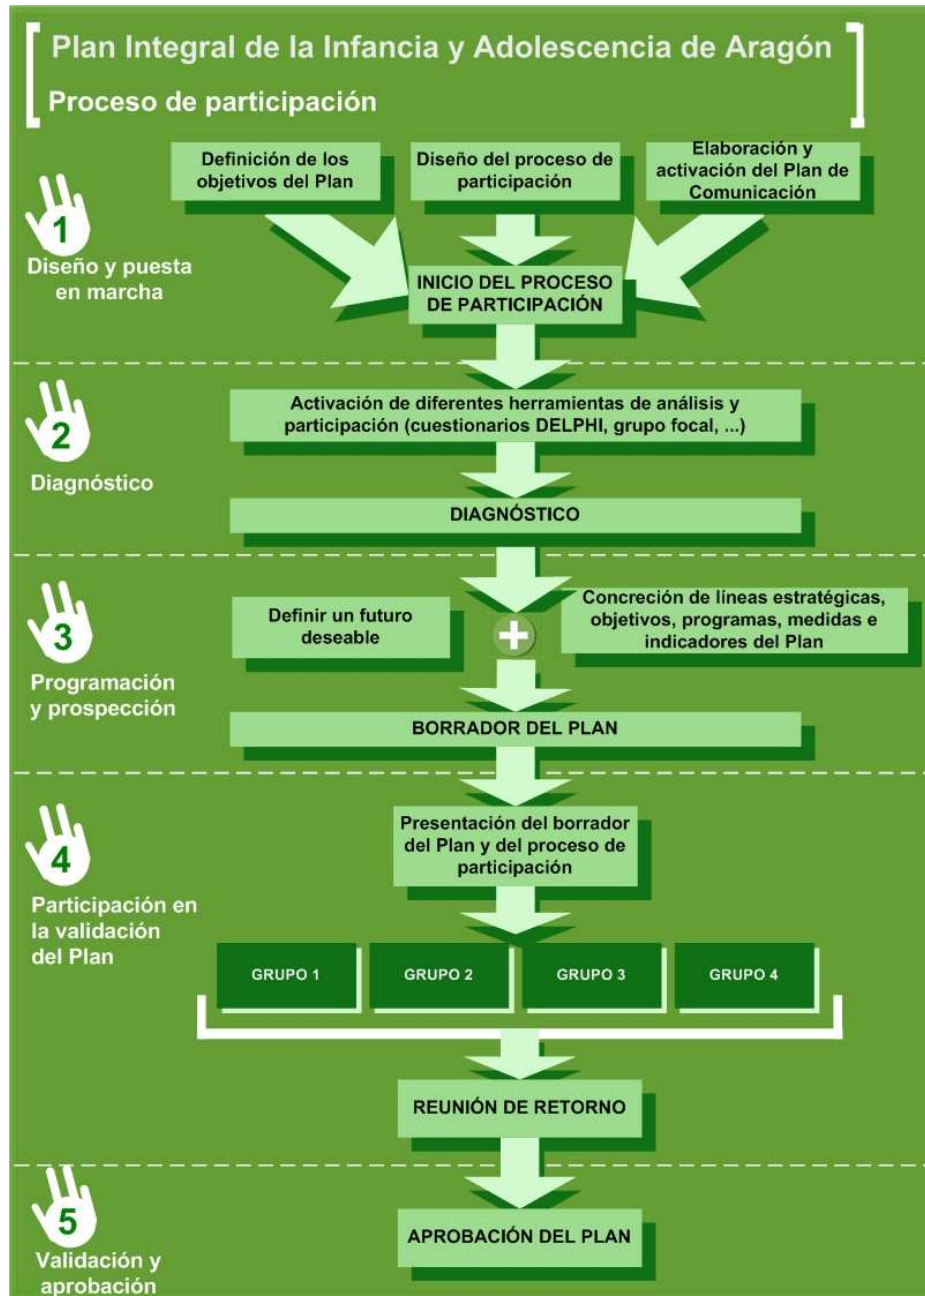 Plan Integral de la Infancia y Adolescencia de Aragón
Proceso de participación
Definición de los
objetivos del Plan
Diseño del proceso de
participación
Elaboración y
activación del Plan de
Comunicación
1
Diseño y puesta
en marcha
INICIO DEL PROCESO
DE PARTICIPACIÓN
2
Diagnóstico
Activación de diferentes herramientas de análisis y
participación (cuestionarios DELPHI, grupo focal, ...)
DIAGNÓSTICO
3
Programación
y prospección
Definir un futuro
deseable
+
Concreción de líneas estratégicas,
objetivos, programas, medidas e
indicadores del Plan
BORRADOR DEL PLAN
4
Participación en
la validación
del Plan
Presentación del borrador
del Plan y del proceso de
participación
GRUPO 1
GRUPO 2
GRUPO 3
GRUPO 4
REUNIÓN DE RETORNO
5
Validación y
aprobación
APROBACIÓN DEL PLAN